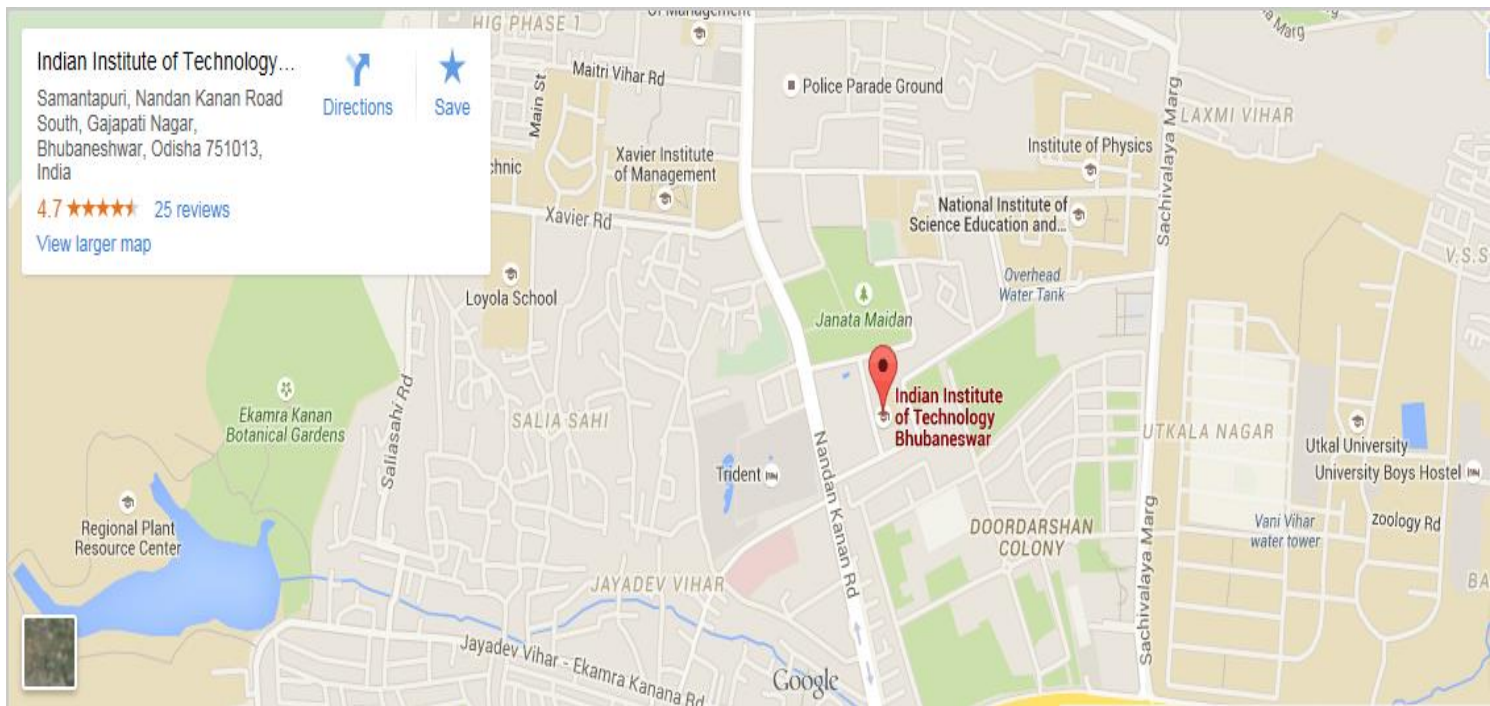 Indian Institute of Technology...
Samantapuri, Nandan Kanan Road
South, Gajapati Nagar,
Bhubaneshwar, Odisha 751013,
India
4.7
25 reviews
View larger map
Directions
Save
HIG PHASE 1
Of Management
Maitri Vihar Rd
Main St
Police Parade Ground
Marg
Sachivalaya Marg
LAXMI VIHAR
Institute of Physics
Xavier Institute
of Management
chnic
Xavier Rd
National Institute of
Science Education and...
Overhead
Water Tank
V.S.S
Loyola School
Janata Maidan
Ekamra Kanan
Botanical Gardens
Saliasahi Rd
SALIA SAHI
Indian Institute
of Technology
Bhubaneswar
UTKALA NAGAR
Utkal University
University Boys Hostel
Trident
Nandan Kanan Rd
Regional Plant
Resource Center
DOORDARSHAN
COLONY
Vani Vihar
water tower
zoology Rd
Sachivalaya Marg
JAYADEV VIHAR
BA
Jayadev Vihar - Ekamra Kanana Rd
Google